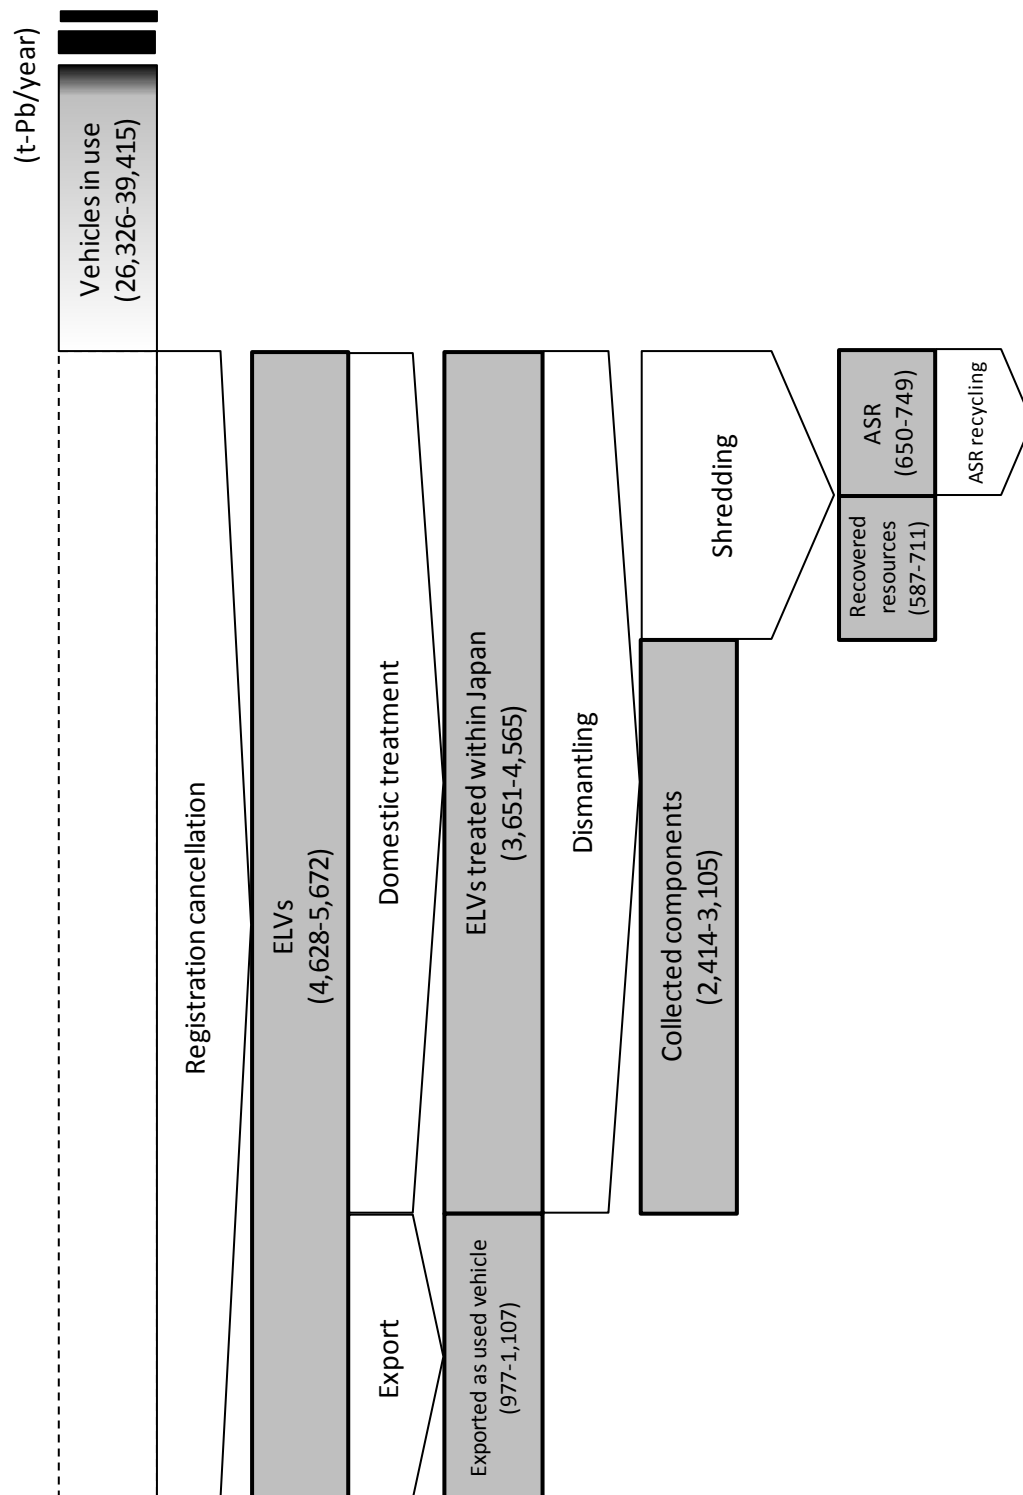 (t-Pb/year)
Vehicles in use
(26,326-39,415)
Registration cancellation
ELVs
(4,628-5,672)
Export
Domestic treatment
Exported as used vehicle
(977-1,107)
ELVs treated within Japan
(3,651-4,565)
Dismantling
Collected components
(2,414-3,105)
Shredding
Recovered
resources
(587-711)
ASR
(650-749)
ASR recycling